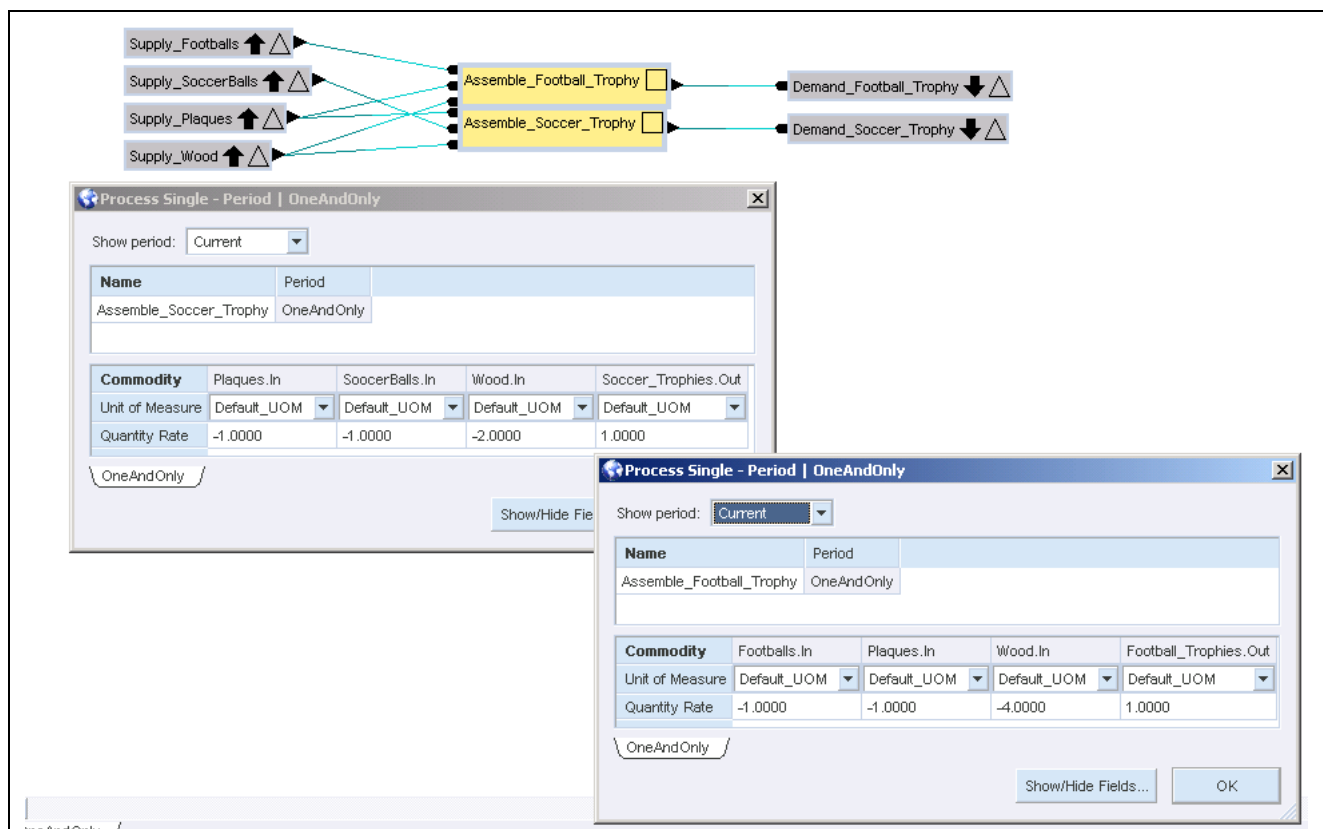 Supply_Footballs
Supply_SoccerBalls
Supply_Plaques
Supply_Wood
Assemble_Football_Trophy
Assemble_Soccer_Trophy
Demand_Football_Trophy
Demand_Soccer_Trophy
Process Single - Period | OneAndOnly
Show period: Current
Name Period
Assemble_Soccer_Trophy OneAndOnly
Commodity Plaques.In SoocerBalls.In Wood.In Soccer_Trophies.Out
Unit of Measure Default_UOM Default_UOM Default_UOM Default_UOM
Quantity Rate -1.0000 -1.0000 -2.0000 1.0000
OneAndOnly
Show/Hide Fie
Process Single - Period | OneAndOnly
Show period: Current
Name Period
Assemble_Football_Trophy OneAndOnly
Commodity Footballs.In Plaques.In Wood.In Football_Trophies.Out
Unit of Measure Default_UOM Default_UOM Default_UOM Default_UOM
Quantity Rate -1.0000 -1.0000 -4.0000 1.0000
OneAndOnly
Show/Hide Fields... OK